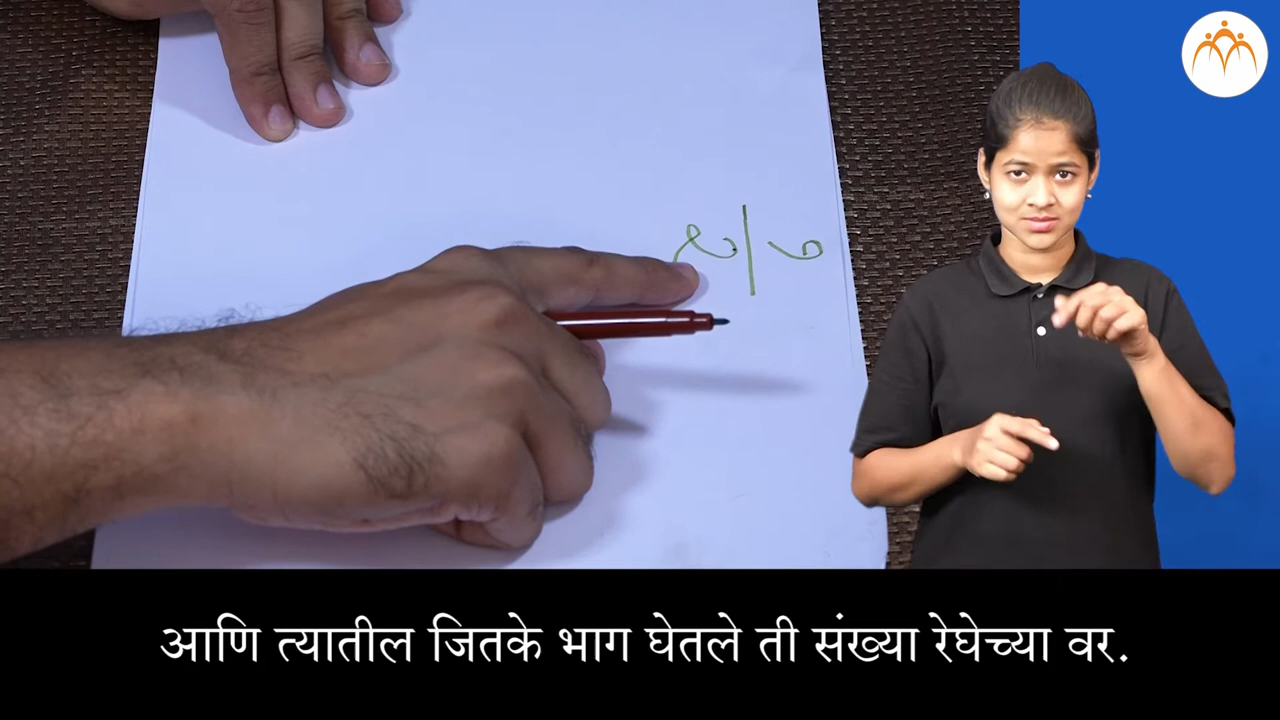 आणि त्यातील जितके भाग घेतले ती संख्या रेघेच्या वर.